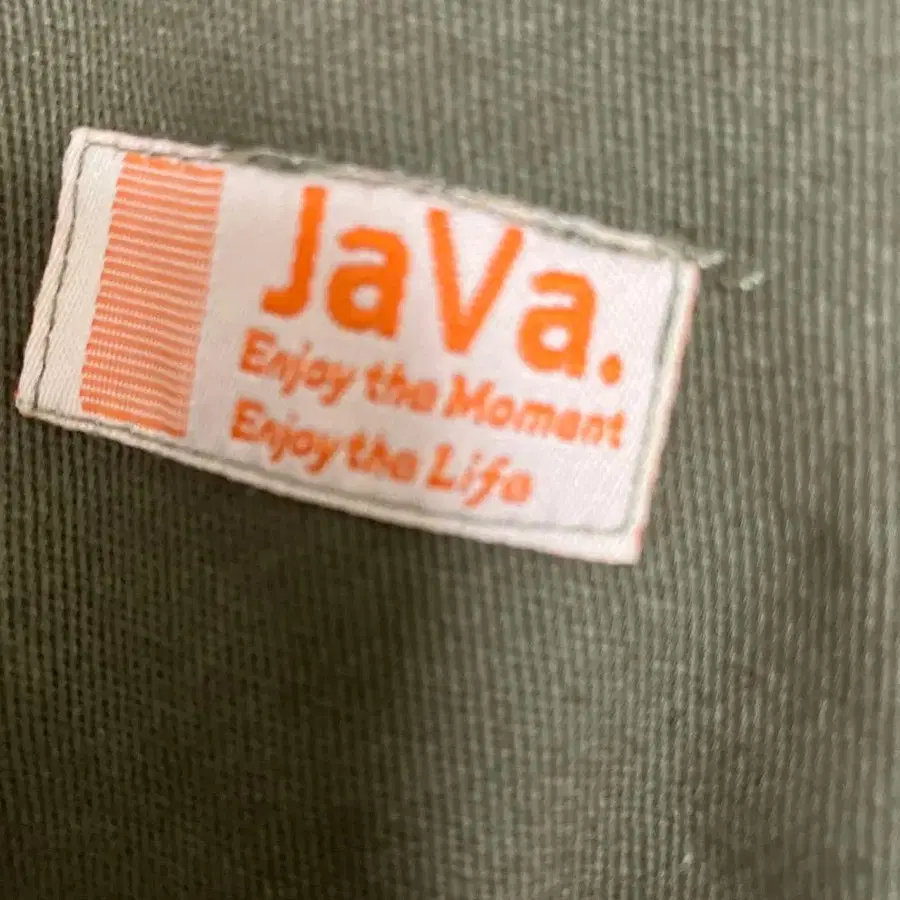 JaVa.
Enjoy the Moment
Enjoy the Life